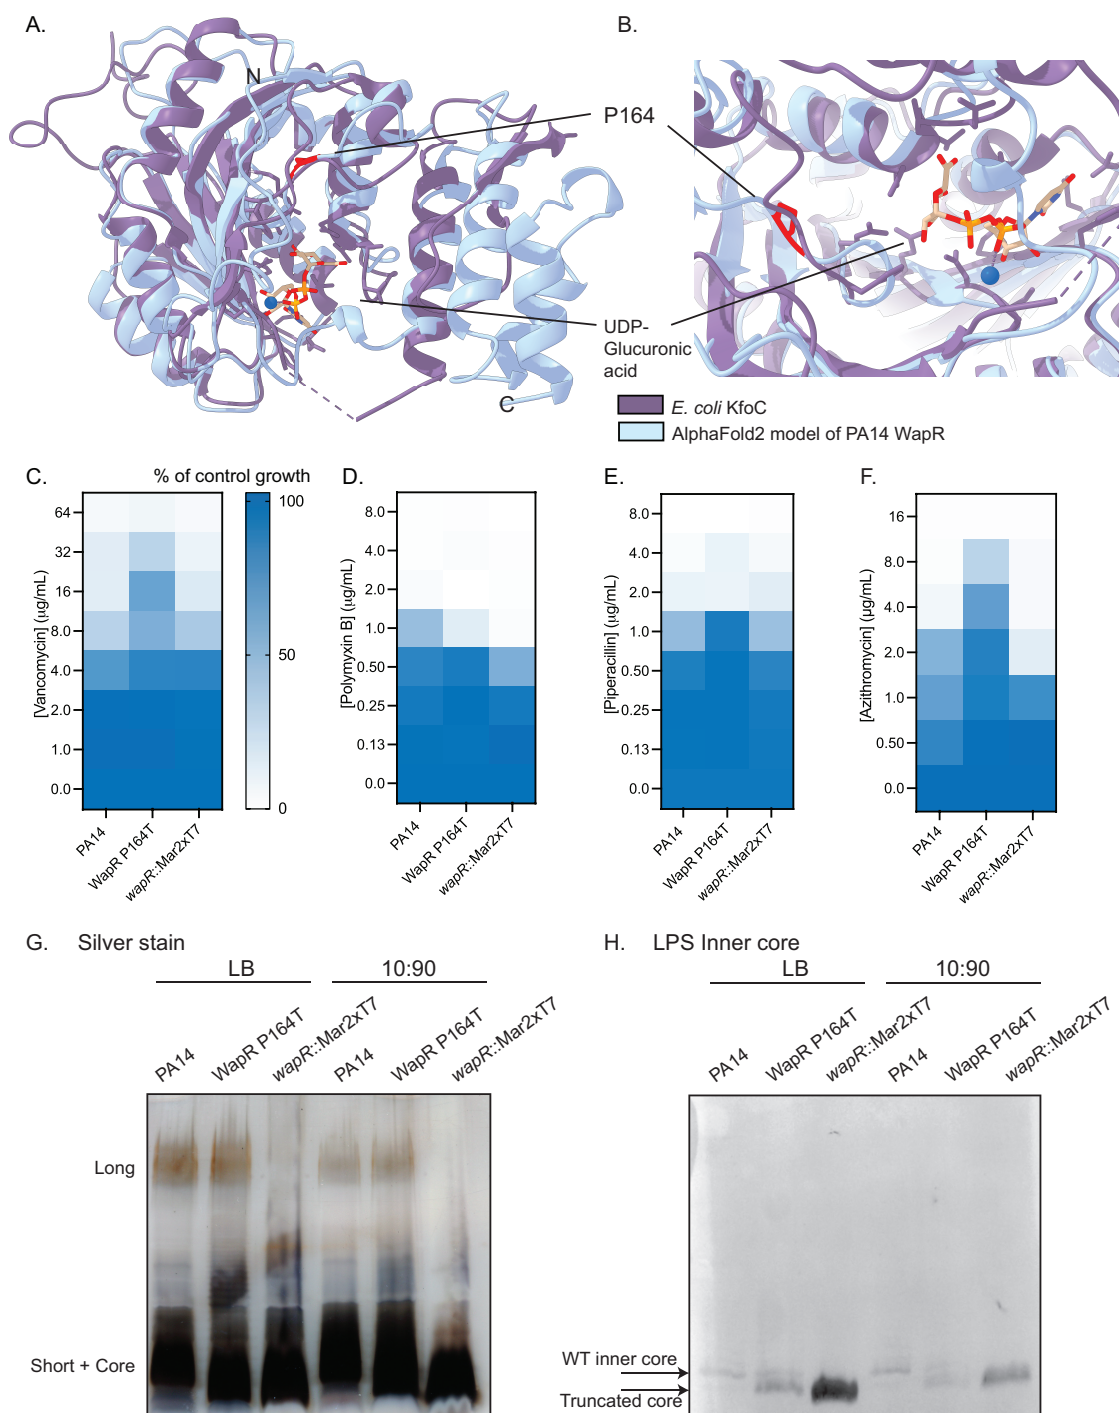 A.
B.
N
P164
UDP-
Glucuronic
acid
C
E. coli KfoC
AlphaFold2 model of PA14 WapR
C.
% of control growth
100
50
0
[Vancomycin] (µg/mL)
64
32
16
8.0
4.0
2.0
1.0
0.0
PA14
WapR P164T
wapR::Mar2xT7
D.
[Polymyxin B] (µg/mL)
8.0
4.0
2.0
1.0
0.50
0.25
0.13
0.0
PA14
WapR P164T
wapR::Mar2xT7
E.
[Piperacillin] (µg/mL)
8.0
4.0
2.0
1.0
0.50
0.25
0.13
0.0
PA14
WapR P164T
wapR::Mar2xT7
F.
[Azithromycin] (µg/mL)
16
8.0
4.0
2.0
1.0
0.50
0.0
PA14
WapR P164T
wapR::Mar2xT7
G. Silver stain
LB
10:90
PA14
WapR P164T
wapR::Mar2xT7
PA14
WapR P164T
wapR::Mar2xT7
Long
Short + Core
H. LPS Inner core
LB
10:90
PA14
WapR P164T
wapR::Mar2xT7
PA14
WapR P164T
wapR::Mar2xT7
WT inner core
Truncated core